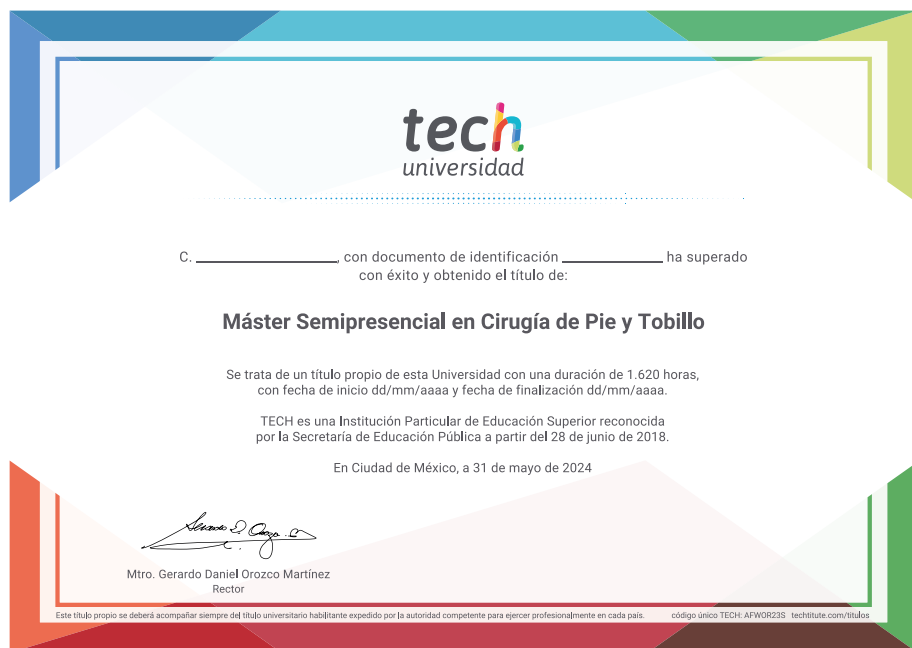 tech
universidad
C. ____________________, con documento de identificación ______________ ha superado
con éxito y obtenido el título de:
Máster Semipresencial en Cirugía de Pie y Tobillo
Se trata de un título propio de esta Universidad con una duración de 1.620 horas,
con fecha de inicio dd/mm/aaaa y fecha de finalización dd/mm/aaaa.
TECH es una Institución Particular de Educación Superior reconocida
por la Secretaría de Educación Pública a partir del 28 de junio de 2018.
En Ciudad de México, a 31 de mayo de 2024
Mtro. Gerardo Daniel Orozco Martínez
Rector
Este título propio se deberá acompañar siempre del título universitario habilitante expedido por la autoridad competente para ejercer profesionalmente en cada país. código único TECH: AFWOR23S techtitute.com/titulos